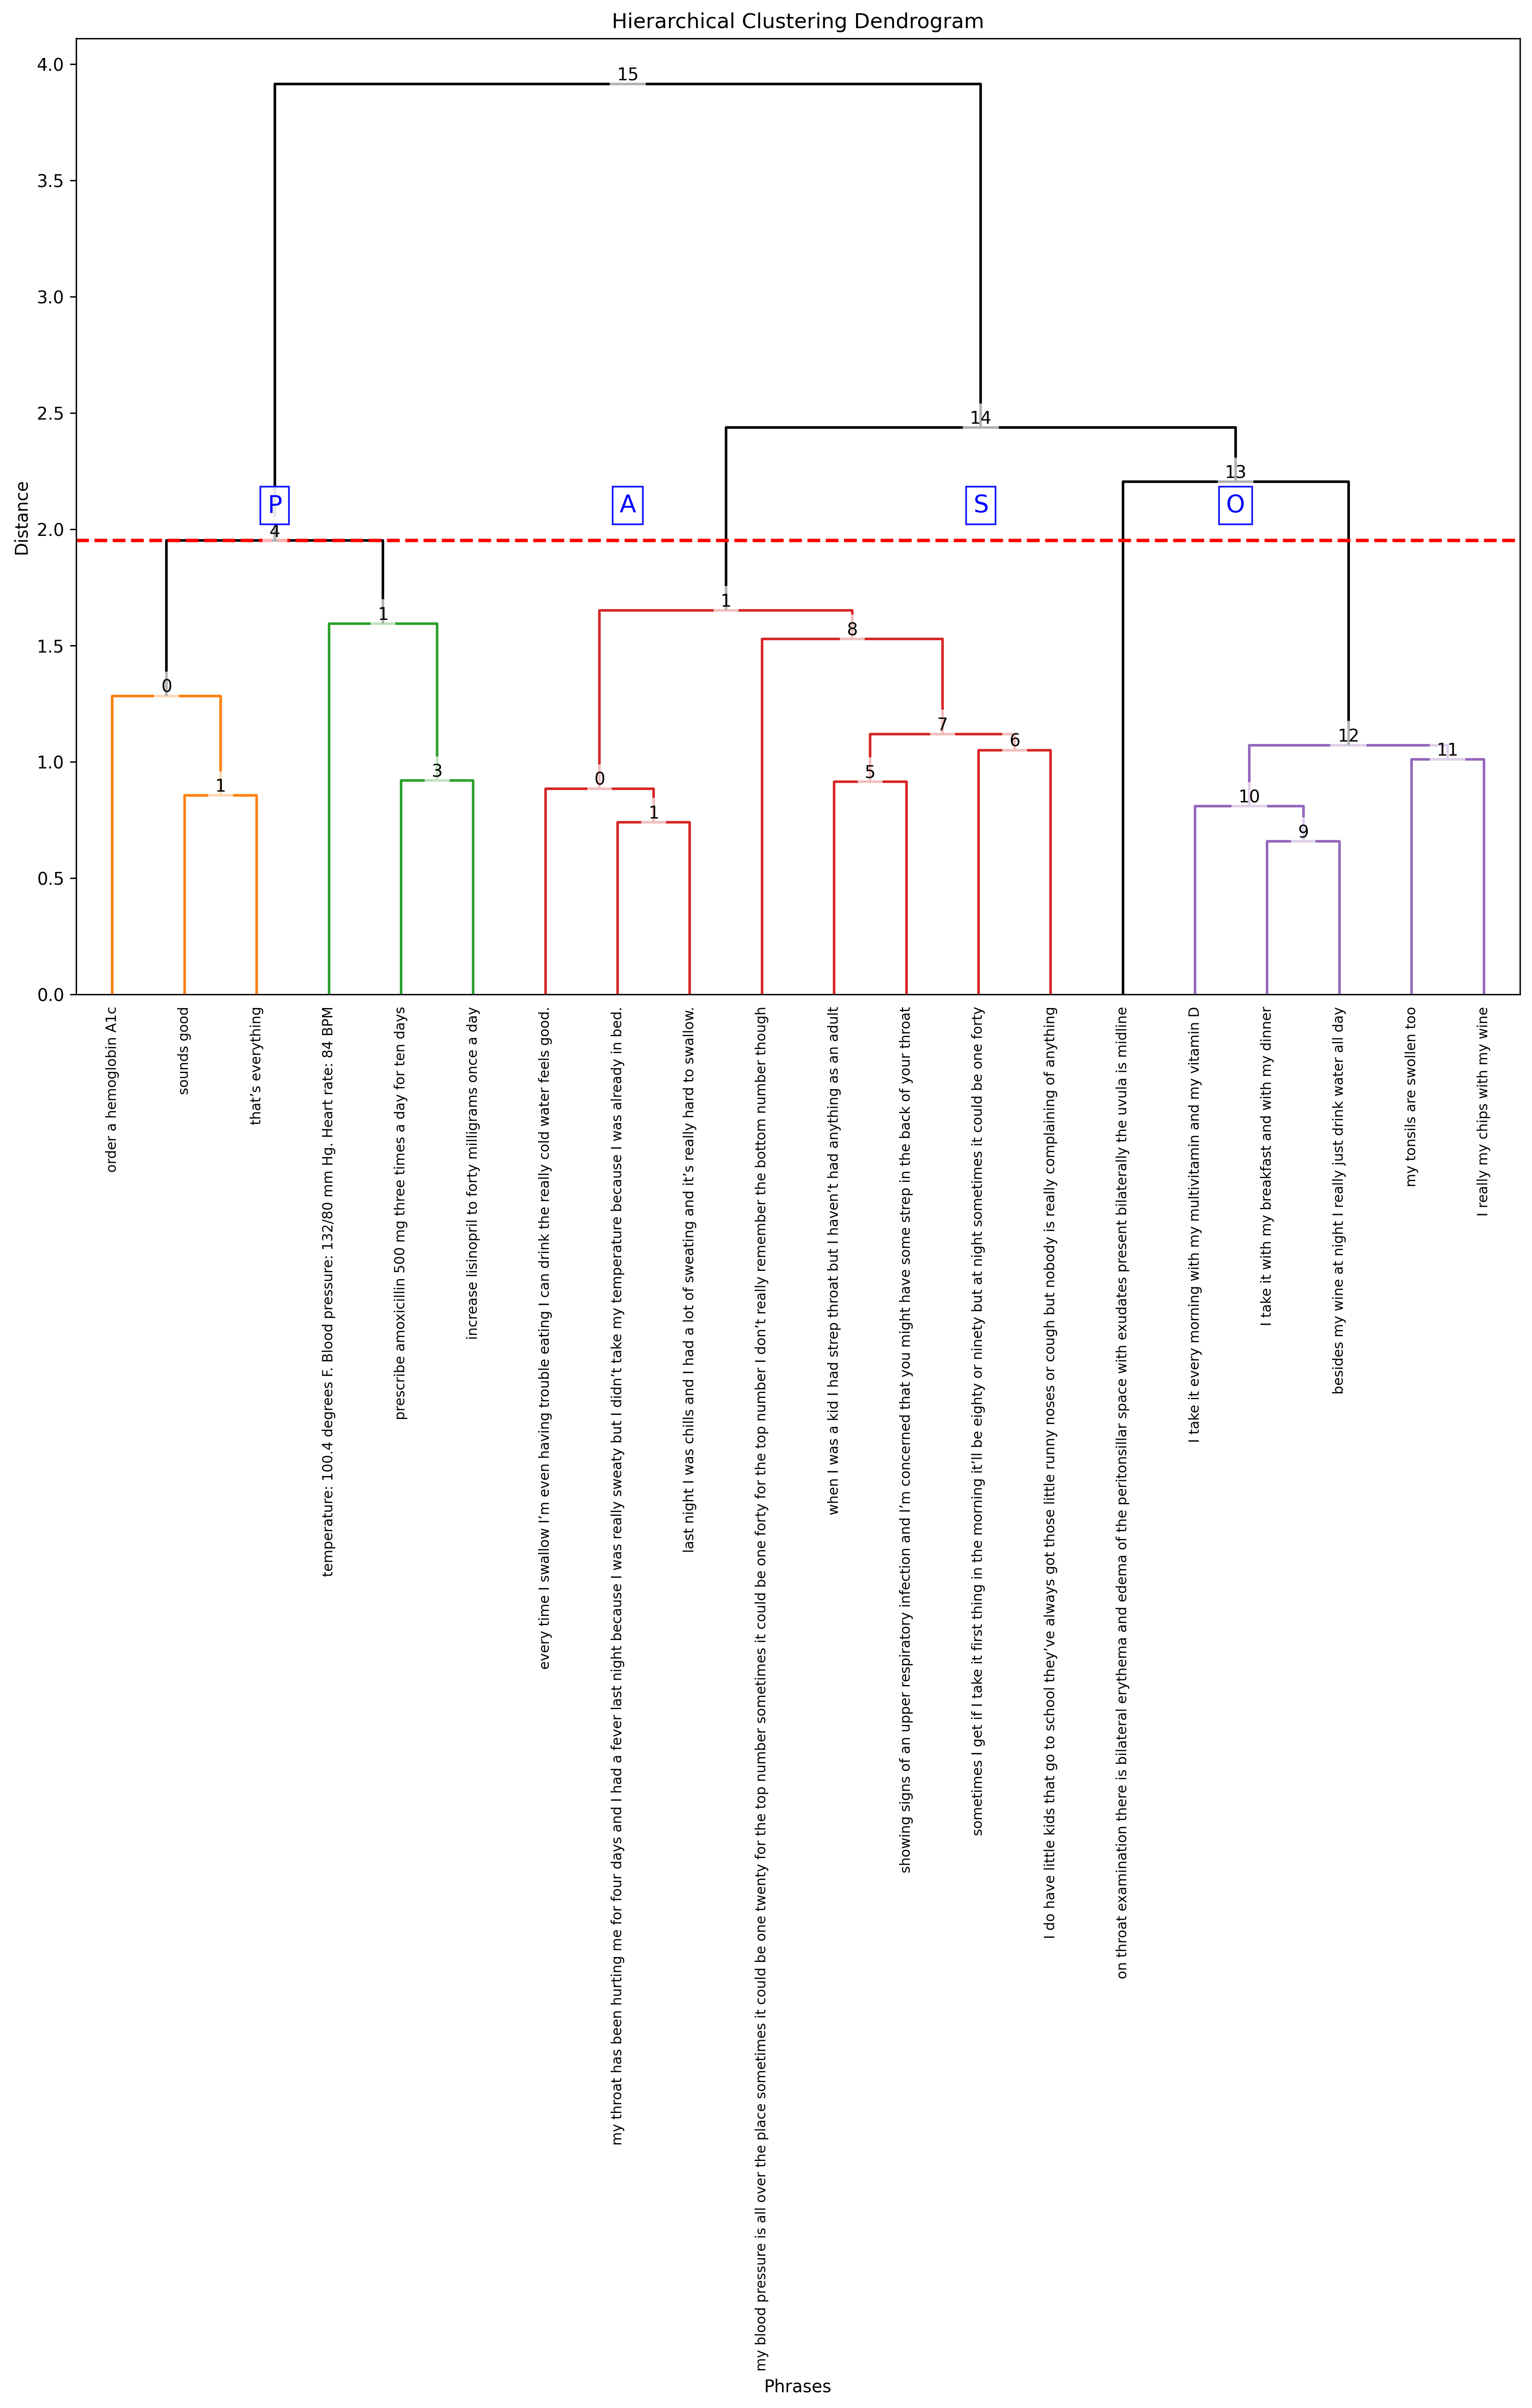 Hierarchical Clustering Dendrogram
4.0
3.5
3.0
2.5
2.0
1.5
1.0
0.5
0.0
Distance
15
14
13
P
A
S
O
4
1
1
8
0
7
6
12
11
1
3
0
5
10
1
9
order a hemoglobin A1c
sounds good
that’s everything
temperature: 100.4 degrees F. Blood pressure: 132/80 mm Hg. Heart rate: 84 BPM
prescribe amoxicillin 500 mg three times a day for ten days
increase lisinopril to forty milligrams once a day
every time I swallow I’m even having trouble eating I can drink the really cold water feels good.
my throat has been hurting me for four days and I had a fever last night because I was really sweaty but I didn’t take my temperature because I was already in bed.
last night I was chills and I had a lot of sweating and it’s really hard to swallow.
my blood pressure is all over the place sometimes it could be one twenty for the top number sometimes it could be one forty for the top number I don’t really remember the bottom number though
when I was a kid I had strep throat but I haven’t had anything as an adult
showing signs of an upper respiratory infection and I’m concerned that you might have some strep in the back of your throat
sometimes I get if I take it first thing in the morning it’ll be eighty or ninety but at night sometimes it could be one forty
I do have little kids that go to school they’ve always got those little runny noses or cough but nobody is really complaining of anything
on throat examination there is bilateral erythema and edema of the peritonsillar space with exudates present bilaterally the uvula is midline
I take it every morning with my multivitamin and my vitamin D
I take it with my breakfast and with my dinner
besides my wine at night I really just drink water all day
my tonsils are swollen too
I really my chips with my wine
Phrases